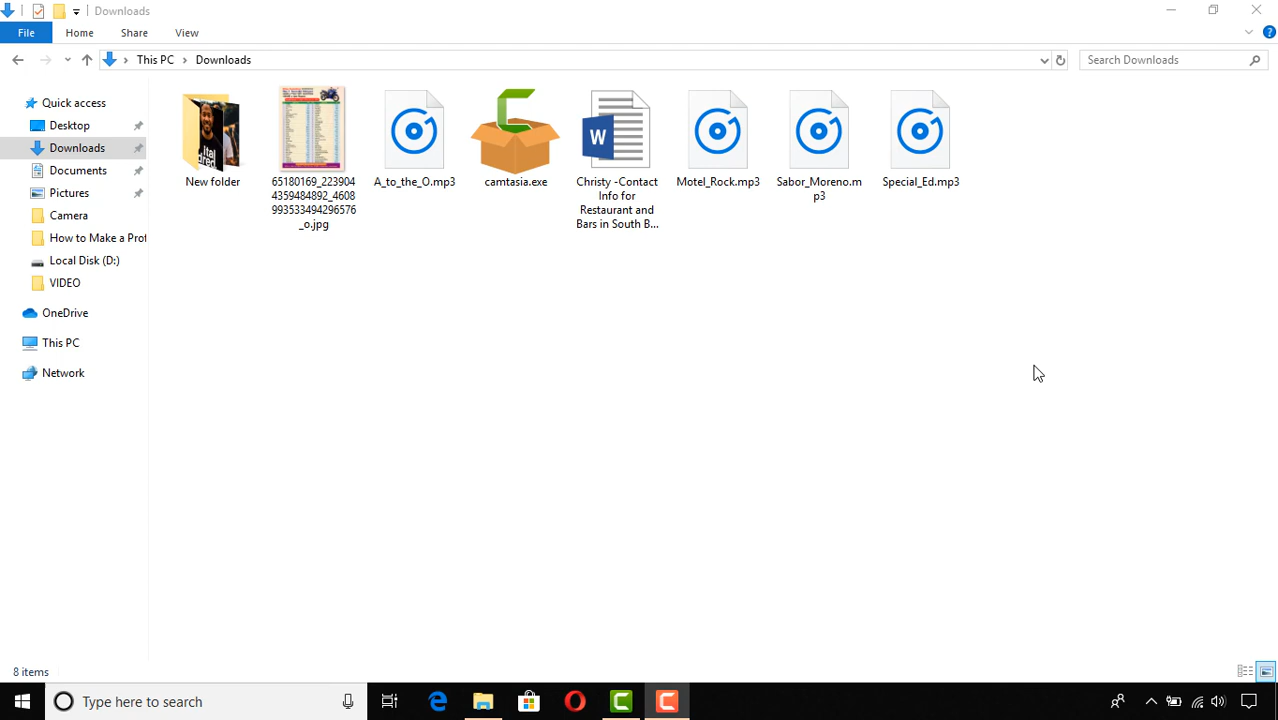 Downloads
File
Home
Share
View
This PC
Downloads
Search Downloads
Quick access
Desktop
Downloads
Documents
Pictures
Camera
How to Make a Prof
Local Disk (D:)
VIDEO
OneDrive
This PC
Network
New folder
65180169_223904
4359484892_4608
993533494296576
_o.jpg
A_to_the_O.mp3
camtasia.exe
Christy -Contact
Info for
Restaurant and
Bars in South B...
Motel_Rock.mp3
Sabor_Moreno.m
p3
Special_Ed.mp3
8 items
Type here to search